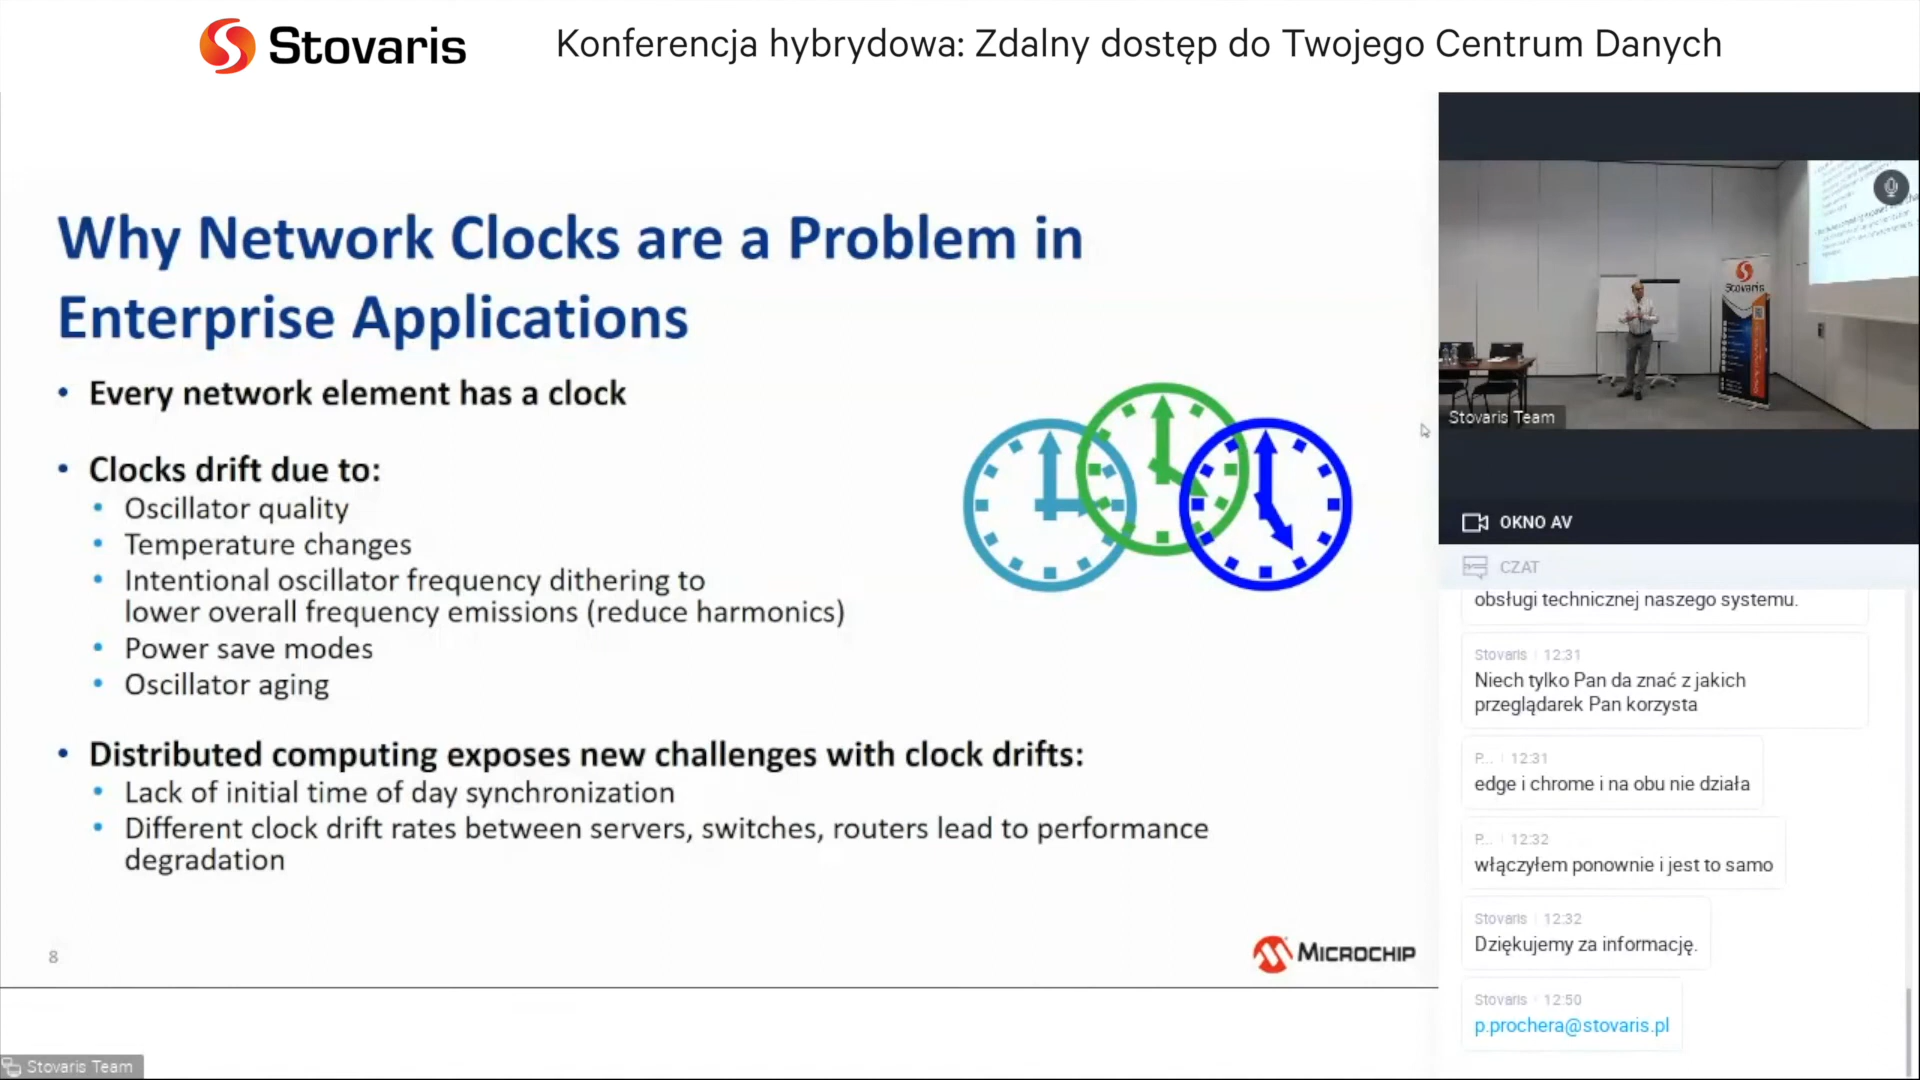 Stovaris
Konferencja hybrydowa: Zdalny dostęp do Twojego Centrum Danych
Why Network Clocks are a Problem in
Enterprise Applications
• Every network element has a clock
• Clocks drift due to:
• Oscillator quality
• Temperature changes
• Intentional oscillator frequency dithering to
lower overall frequency emissions (reduce harmonics)
• Power save modes
• Oscillator aging
• Distributed computing exposes new challenges with clock drifts:
• Lack of initial time of day synchronization
• Different clock drift rates between servers, switches, routers lead to performance
degradation
8
MICROCHIP
Stovaris Team
Stovaris
Stovaris Team
OKNO AV
CZAT
obsługi technicznej naszego systemu.
Stovaris 12:31
Niech tylko Pan da znać z jakich
przeglądarek Pan korzysta
P... 12:31
edge i chrome i na obu nie działa
P... 12:32
włączyłem ponownie i jest to samo
Stovaris 12:32
Dziękujemy za informację.
Stovaris 12:50
p.prochera@stovaris.pl